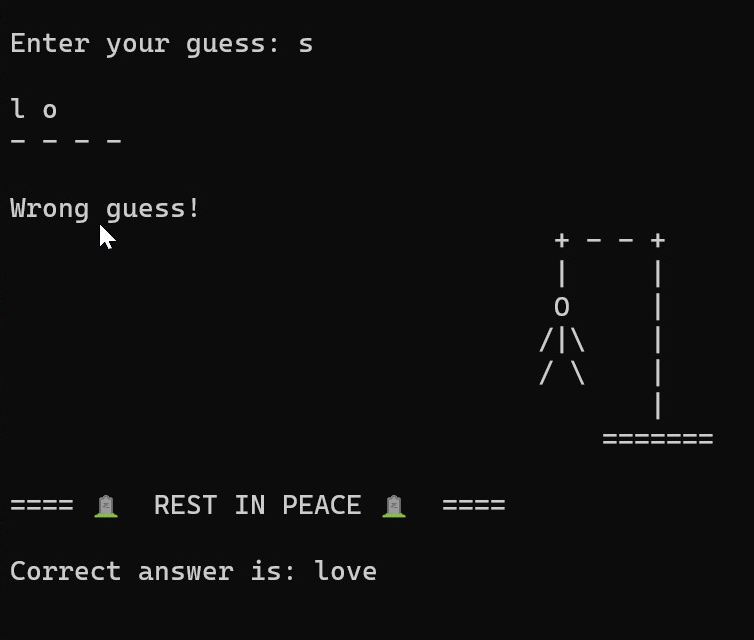 Enter your guess: s
l o
- - - -
Wrong guess!
+ - - +
|     |
O     |
/|\    |
/ \    |
|
=======
==== 🪦  REST IN PEACE 🪦  ====
Correct answer is: love